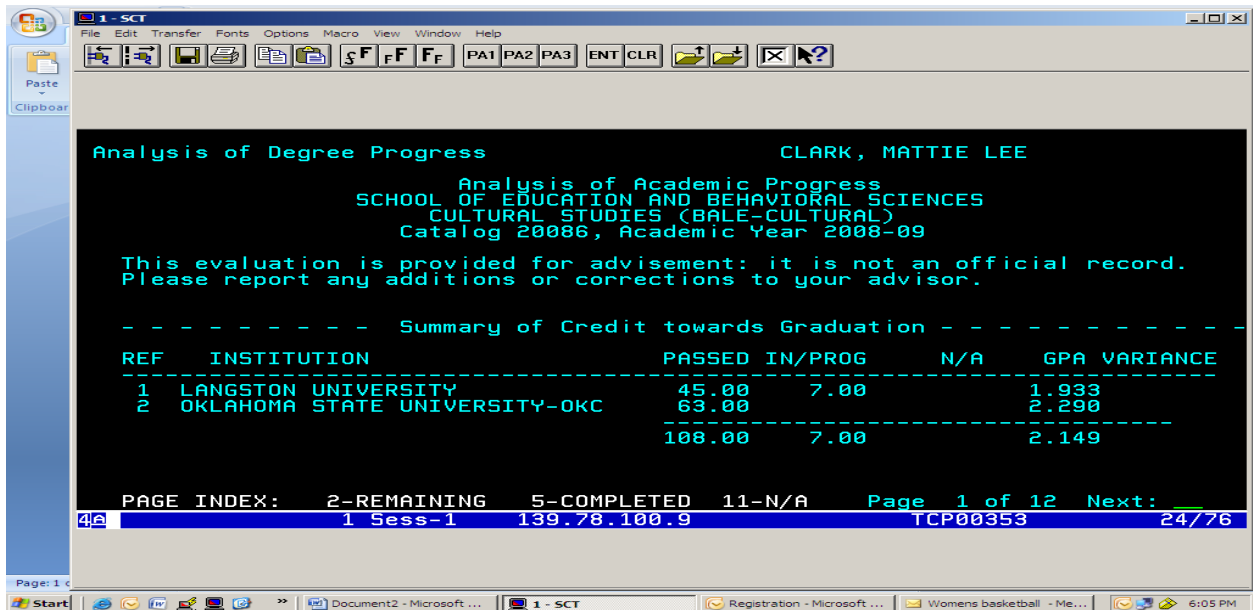 1 - SCT
File Edit Transfer Fonts Options Macro View Window Help
PA1 PA2 PA3 ENT CLR
Paste
Clipboar
Analysis of Degree Progress CLARK, MATTIE LEE
Analysis of Academic Progress
SCHOOL OF EDUCATION AND BEHAVIORAL SCIENCES
CULTURAL STUDIES (BALE-CULTURAL)
Catalog 20086, Academic Year 2008-09
This evaluation is provided for advisement: it is not an official record.
Please report any additions or corrections to your advisor.
- - - - - - - - - Summary of Credit towards Graduation - - - - - - - - - - -
REF INSTITUTION PASSED IN/PROG N/A GPA VARIANCE
1 LANGSTON UNIVERSITY 45.00 7.00 1.933
2 OKLAHOMA STATE UNIVERSITY-OKC 63.00 2.290
108.00 7.00 2.149
PAGE INDEX: 2-REMAINING 5-COMPLETED 11-N/A Page 1 of 12 Next: __
4A 1 Sess-1 139.78.100.9 TCP00353 24/76
Page: 1 o
Start Document2 - Microsoft ... 1 - SCT Registration - Microsoft ... Womens basketball - Me... 6:05 PM